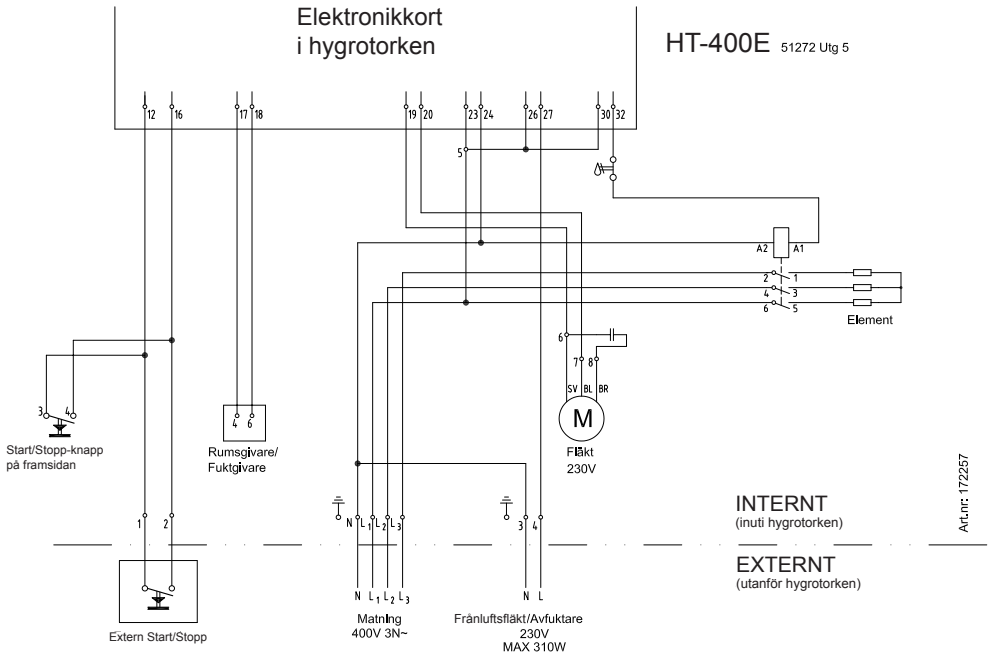 Elektronikkort
i hygrotorken
HT-400E 51272 Utg 5
12 16 17 18 19 20 23 24 26 27 30 32
5
A2 A1
2 1
4 3
6 5
Element
6
7 8
SV BL BR
M
Fläkt
230V
3 4
Start/Stopp-knapp
på framsidan
4 6
Rumsgivare/
Fuktgivare
1 2
N L1 L2 L3
3 4
INTERNT
(inuti hygrotorken)
Art.nr: 172257
EXTERNT
(utanför hygrotorken)
Extern Start/Stopp
N L1 L2 L3
Matning
400V 3N~
N L
Frånluftsfläkt/Avfuktare
230V
MAX 310W